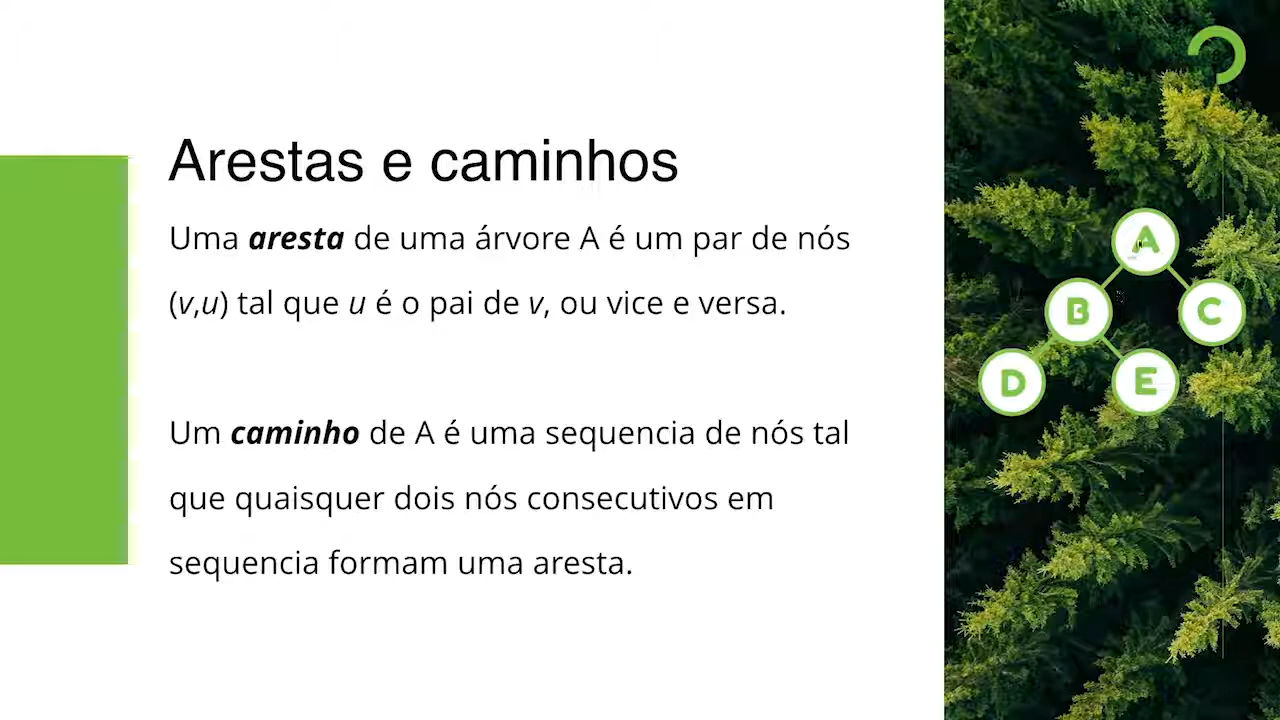 Arestas e caminhos
Uma aresta de uma árvore A é um par de nós
(v,u) tal que u é o pai de v, ou vice e versa.
Um caminho de A é uma sequencia de nós tal
que quaisquer dois nós consecutivos em
sequencia formam uma aresta.
A
B C
D E